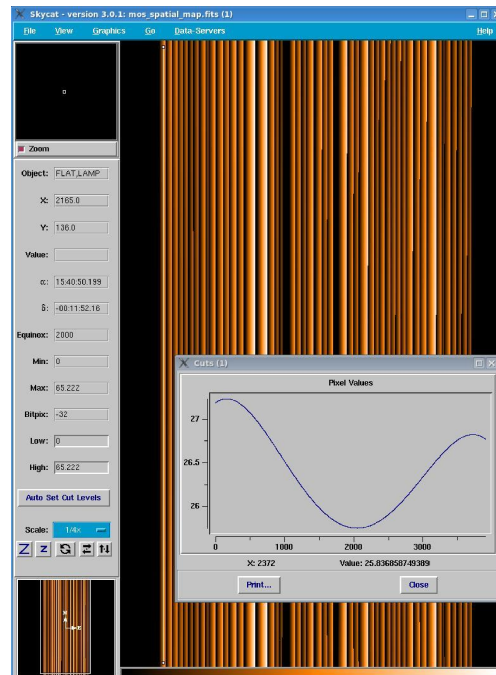 Skycat - version 3.0.1: mos_spatial_map.fits (1)
File View Graphics Go Data-Servers Help
Zoom
Object: FLAT,LAMP
X: 2165.0
Y: 136.0
Value:
α: 15:40:50.199
δ: -00:11:52.16
Equinox: 2000
Min: 0
Max: 65.222
Bitpix: -32
Low: 0
High: 65.222
Auto Set Cut Levels
Scale: 1/4x
Z z
N
E
Cuts (1)
Pixel Values
27
26.5
26
0 1000 2000 3000
X: 2372 Value: 25.836858749389
Print... Close